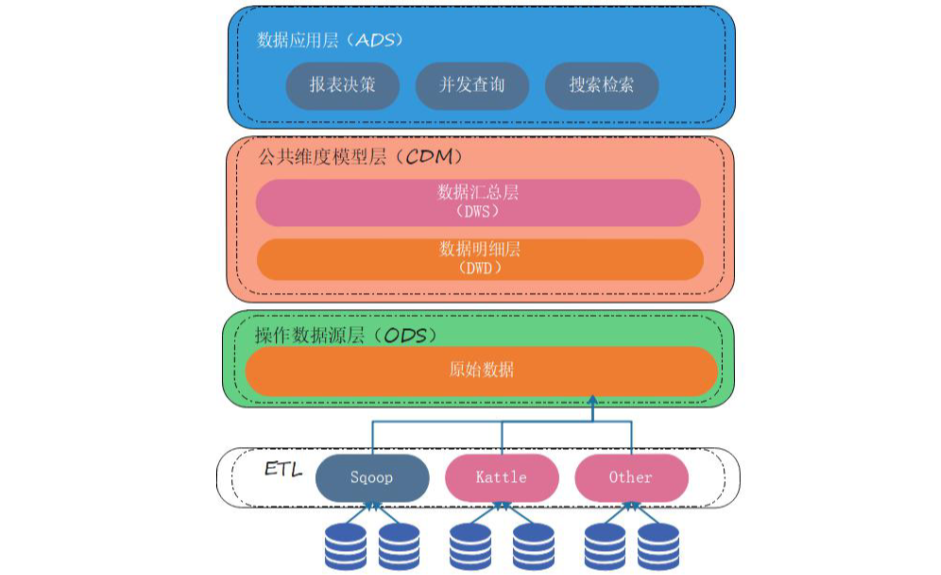 数据应用层（ADS）
报表决策 并发查询 搜索检索
公共维度模型层（CDM）
数据汇总层
（DWS）
数据明细层
（DWD）
操作数据源层（ODS）
原始数据
ETL Sqoop Kattle Other